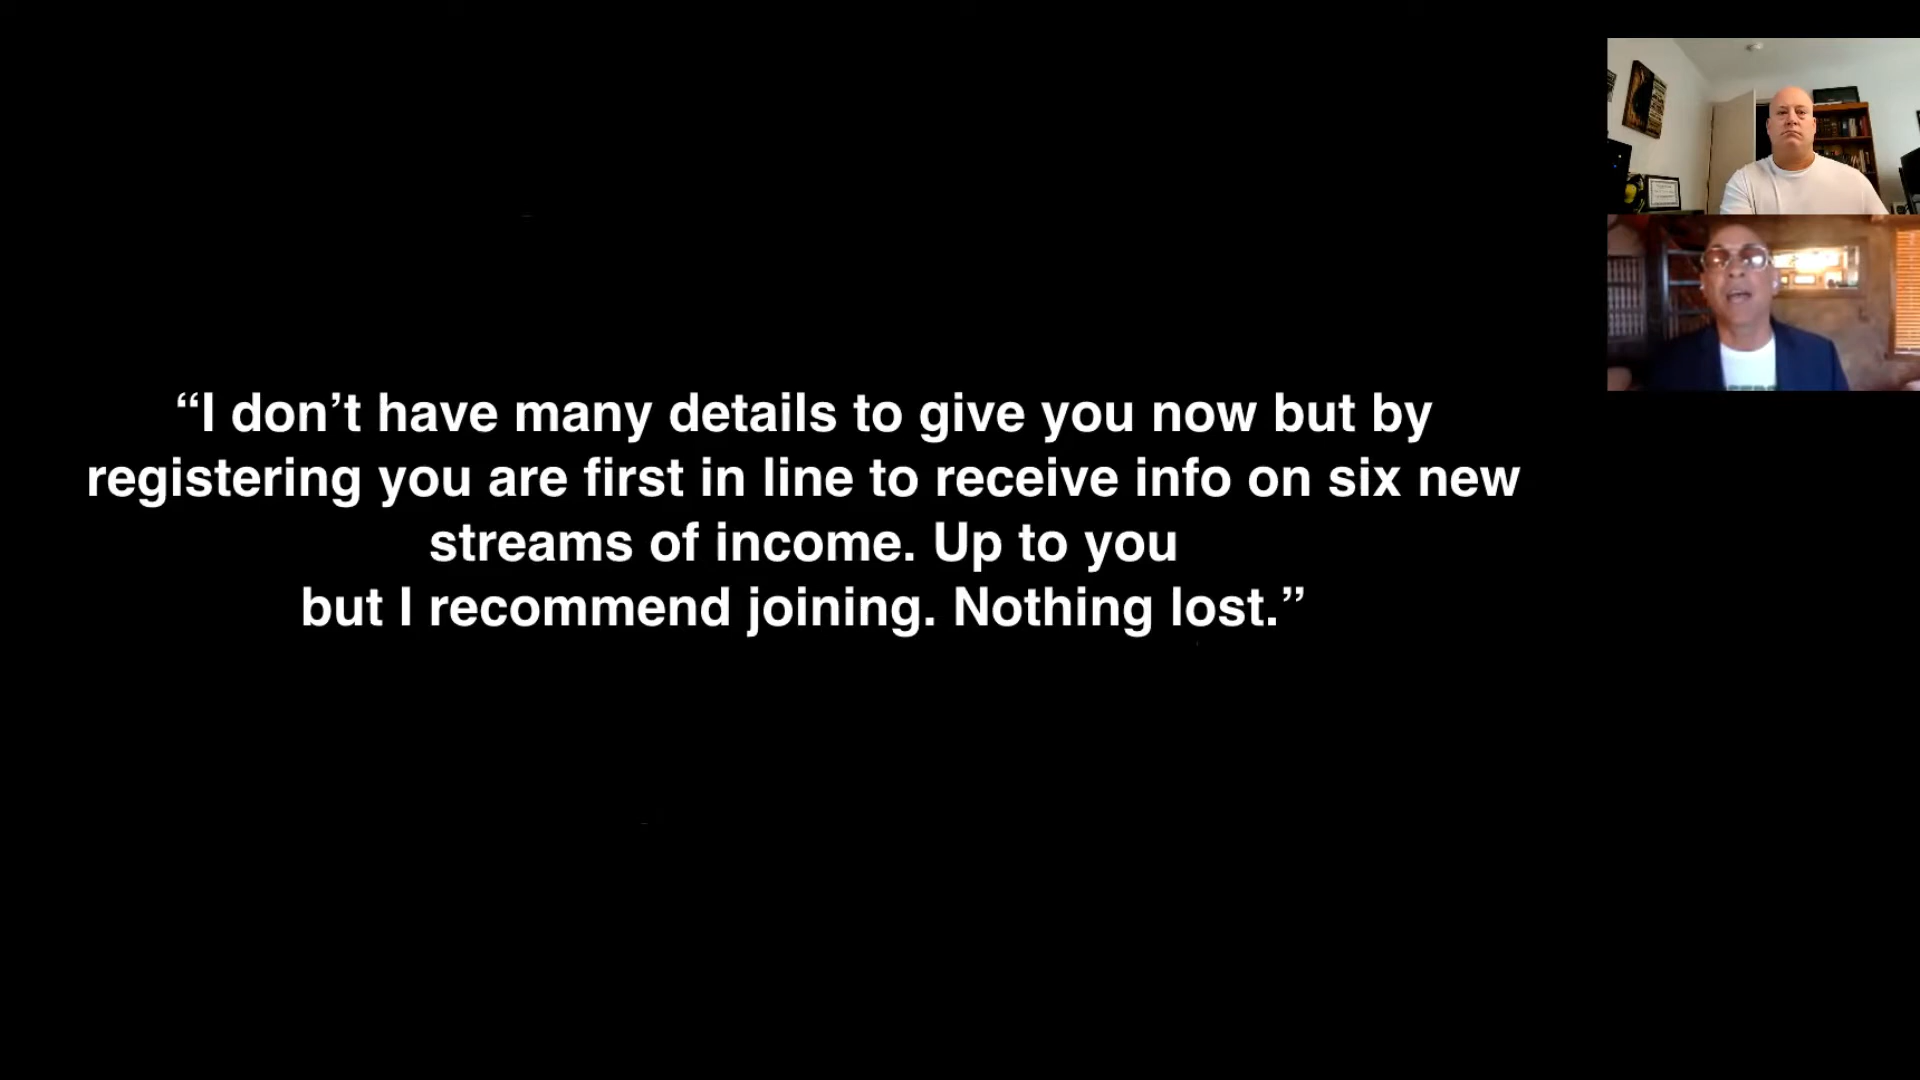 “I don’t have many details to give you now but by
registering you are first in line to receive info on six new
streams of income. Up to you
but I recommend joining. Nothing lost.”